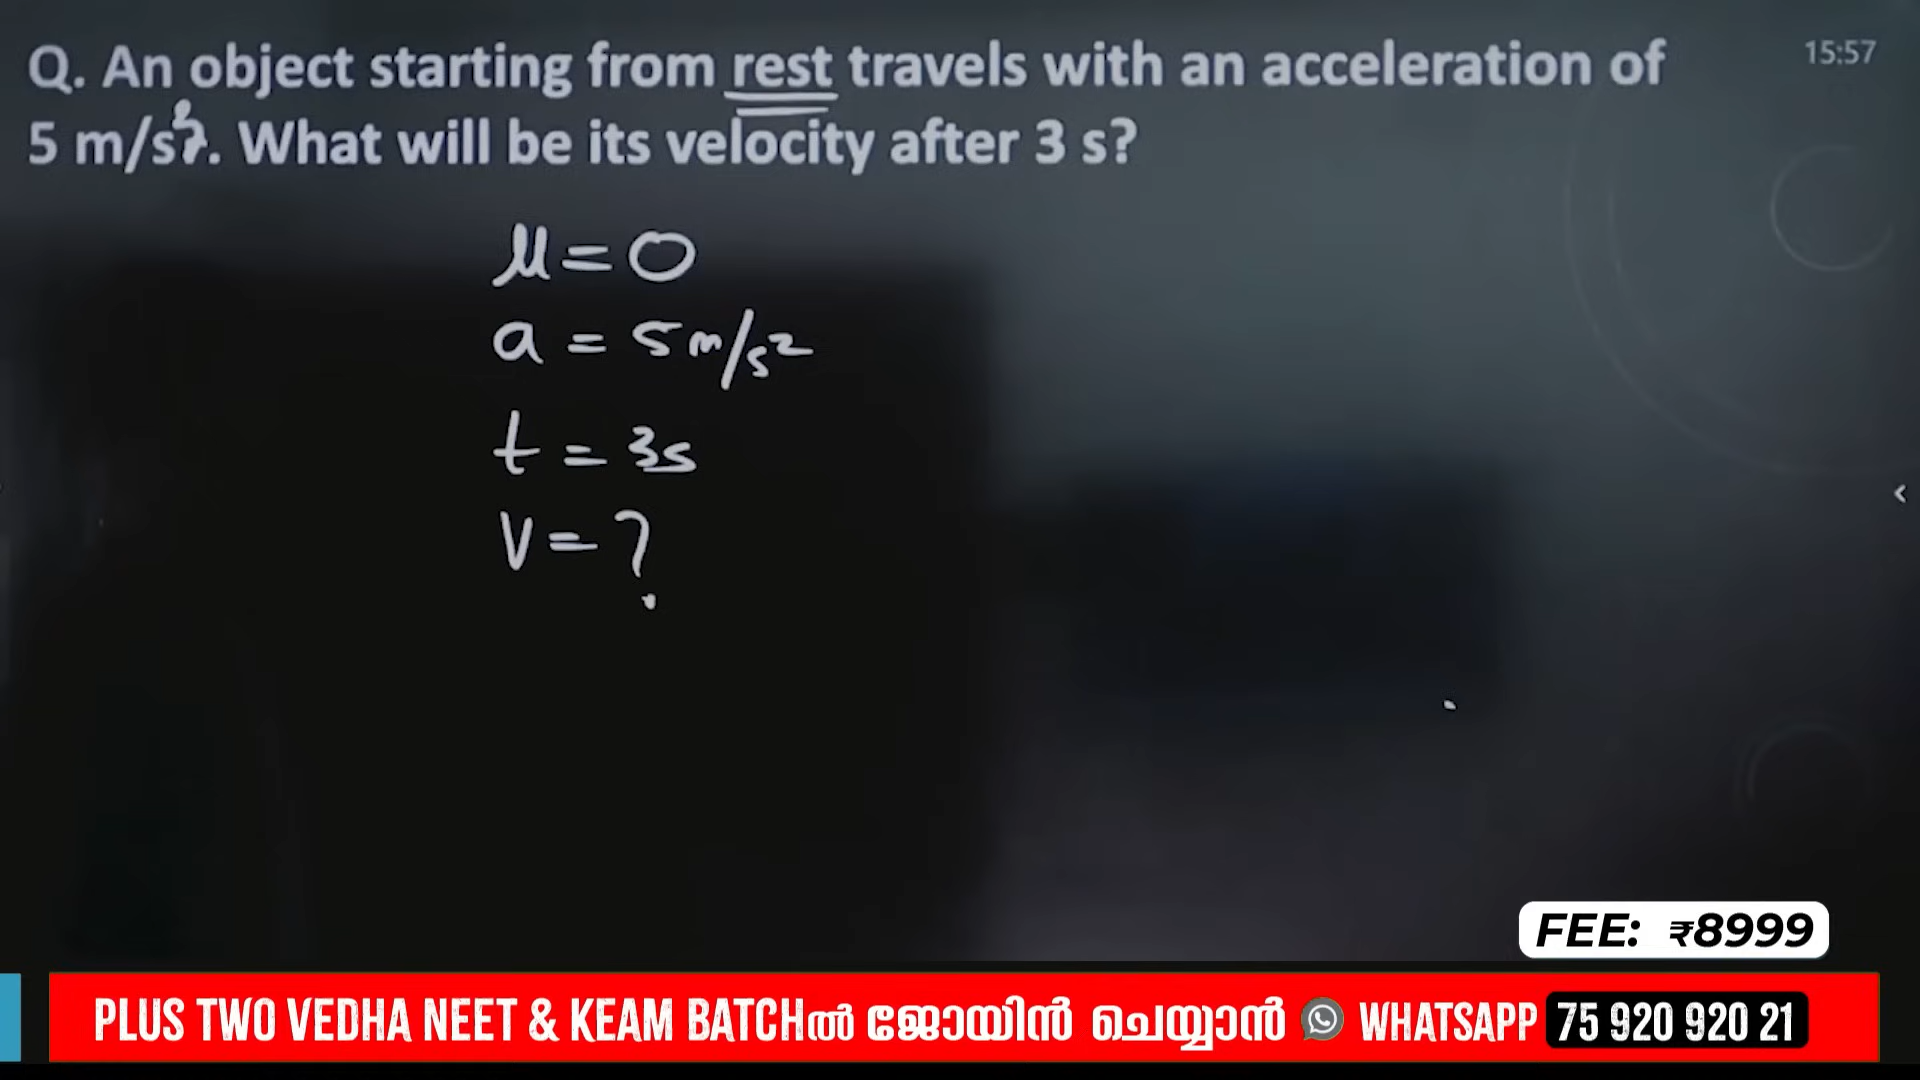 Q. An object starting from rest travels with an acceleration of
15:57
5 m/s². What will be its velocity after 3 s?
u = 0
a = 5 m/s²
t = 3s
V = ?
FEE: ₹8999
PLUS TWO VEDHA NEET & KEAM BATCHൽ ജോയിൻ ചെയ്യാൻ WHATSAPP 75 920 920 21